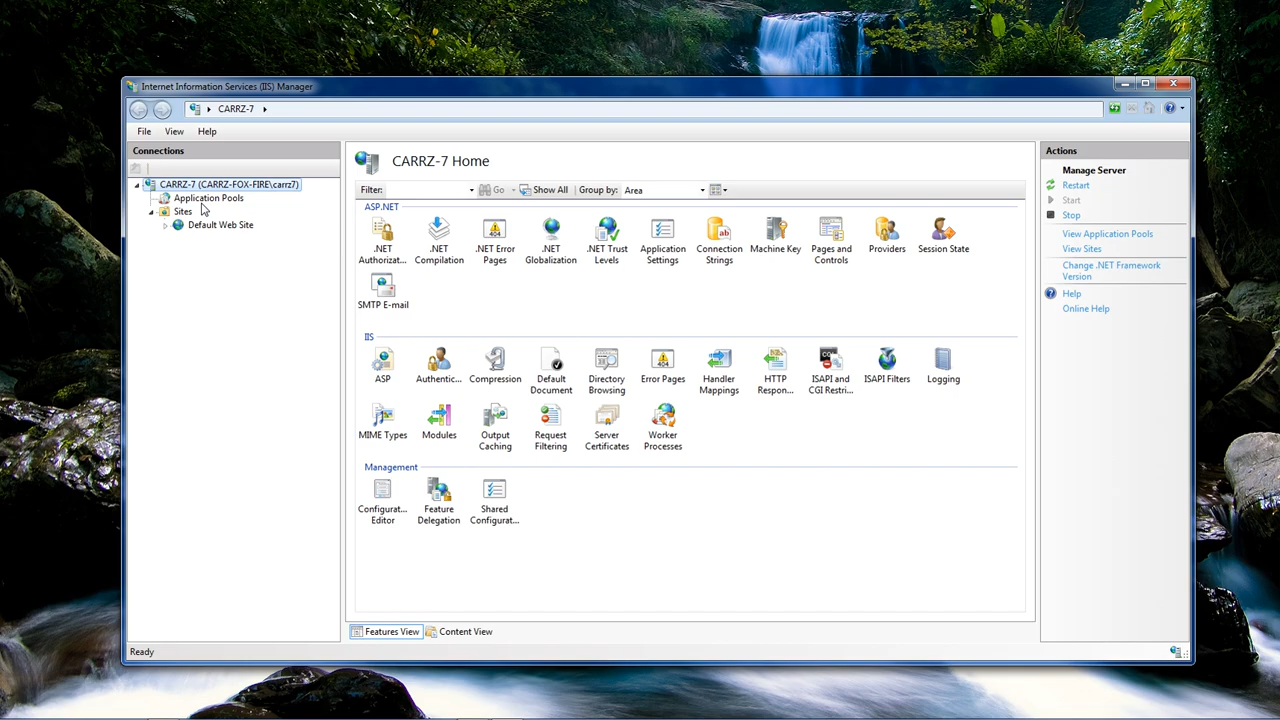 Internet Information Services (IIS) Manager
CARRZ-7
File View Help
Connections
CARRZ-7 (CARRZ-FOX-FIRE\carrz7)
Application Pools
Sites
Default Web Site
CARRZ-7 Home
Filter: Go Show All Group by: Area
ASP.NET
.NET Authorizat...
.NET Compilation
.NET Error Pages
.NET Globalization
.NET Trust Levels
Application Settings
Connection Strings
Machine Key
Pages and Controls
Providers
Session State
SMTP E-mail
IIS
ASP
Authentic...
Compression
Default Document
Directory Browsing
Error Pages
Handler Mappings
HTTP Respon...
ISAPI and CGI Restri...
ISAPI Filters
Logging
MIME Types
Modules
Output Caching
Request Filtering
Server Certificates
Worker Processes
Management
Configurat... Editor
Feature Delegation
Shared Configurat...
Features View Content View
Actions
Manage Server
Restart
Start
Stop
View Application Pools
View Sites
Change .NET Framework
Version
Help
Online Help
Ready